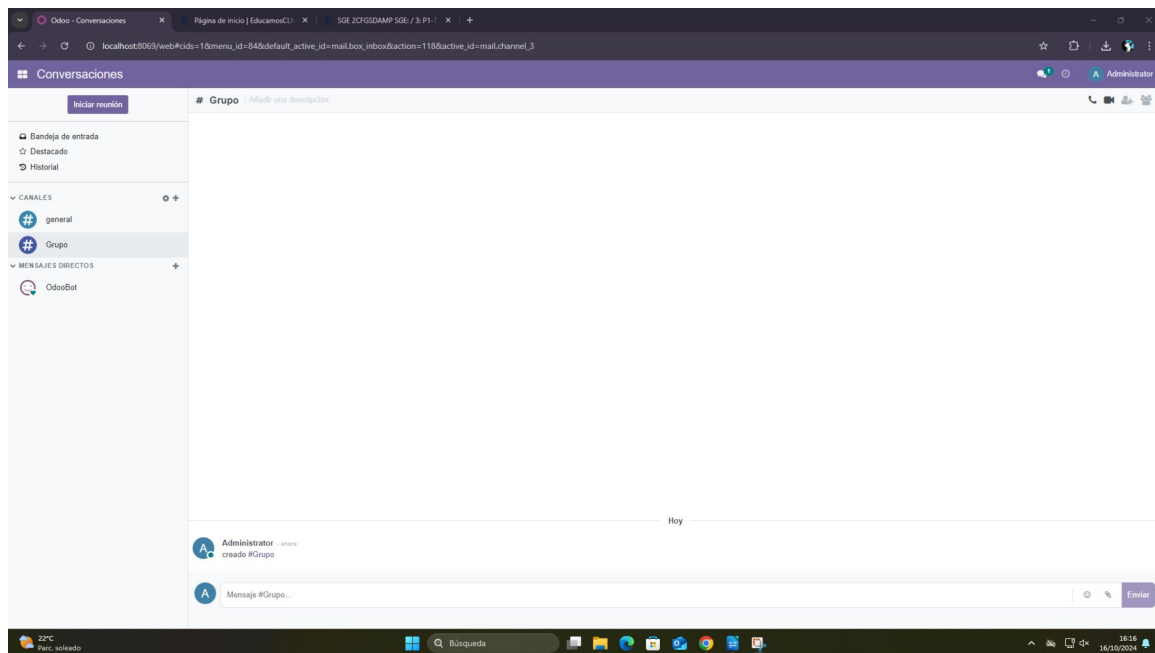 Odoo - Conversaciones
Página de inicio | EducamosCL
SGE 2CFGSDAMP SGE: / 3: P1-
localhost:8069/web#cids=1&menu_id=84&default_active_id=mail.box_inbox&action=118&active_id=mail.channel_3
Conversaciones
1
A Administrator
Iniciar reunión
# Grupo Añadir una descripción
Bandeja de entrada
Destacado
Historial
CANALES
# general
# Grupo
MENSAJES DIRECTOS
OdooBot
Hoy
A Administrator - ahora
creado #Grupo
A Mensaje #Grupo...
Enviar
22°C
Parc. soleado
Búsqueda
16:16
16/10/2024